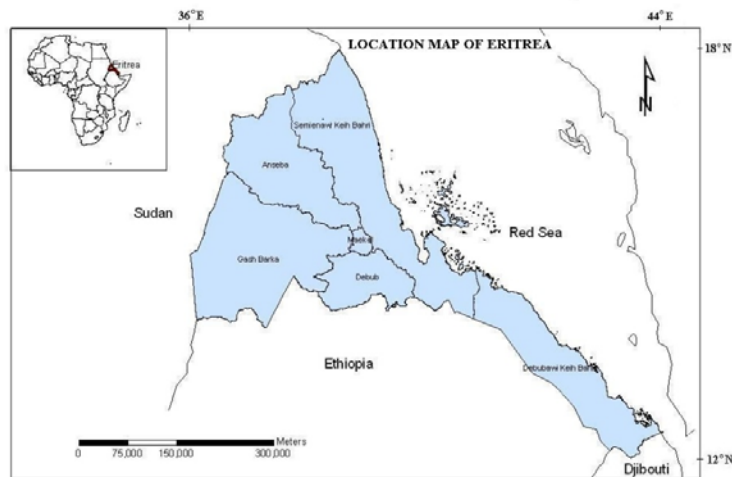 36°E
44°E
LOCATION MAP OF ERITREA
18°N
Eritrea
N
Semienawi Keih Bahri
Anseba
Sudan
Red Sea
Maekel
Gash Barka
Debub
Ethiopia
Debubawi Keih Bahri
Meters
0 75,000 150,000 300,000
12°N
Djibouti